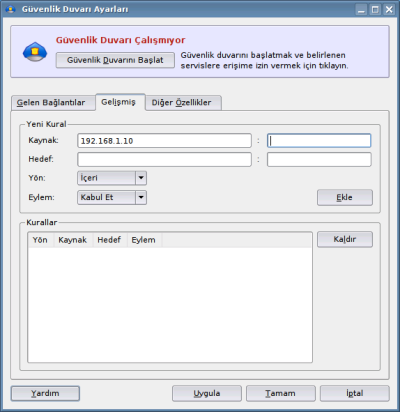 Güvenlik Duvarı Ayarları
Güvenlik Duvarı Çalışmıyor
Güvenlik Duvarını Başlat
Güvenlik duvarını başlatmak ve belirlenen
servislere erişime izin vermek için tıklayın.
Gelen Bağlantılar Gelişmiş Diğer Özellikler
Yeni Kural
Kaynak: 192.168.1.10 :
Hedef: :
Yön: İçeri
Eylem: Kabul Et Ekle
Kurallar
Yön Kaynak Hedef Eylem Kaldır
Yardım Uygula Tamam İptal